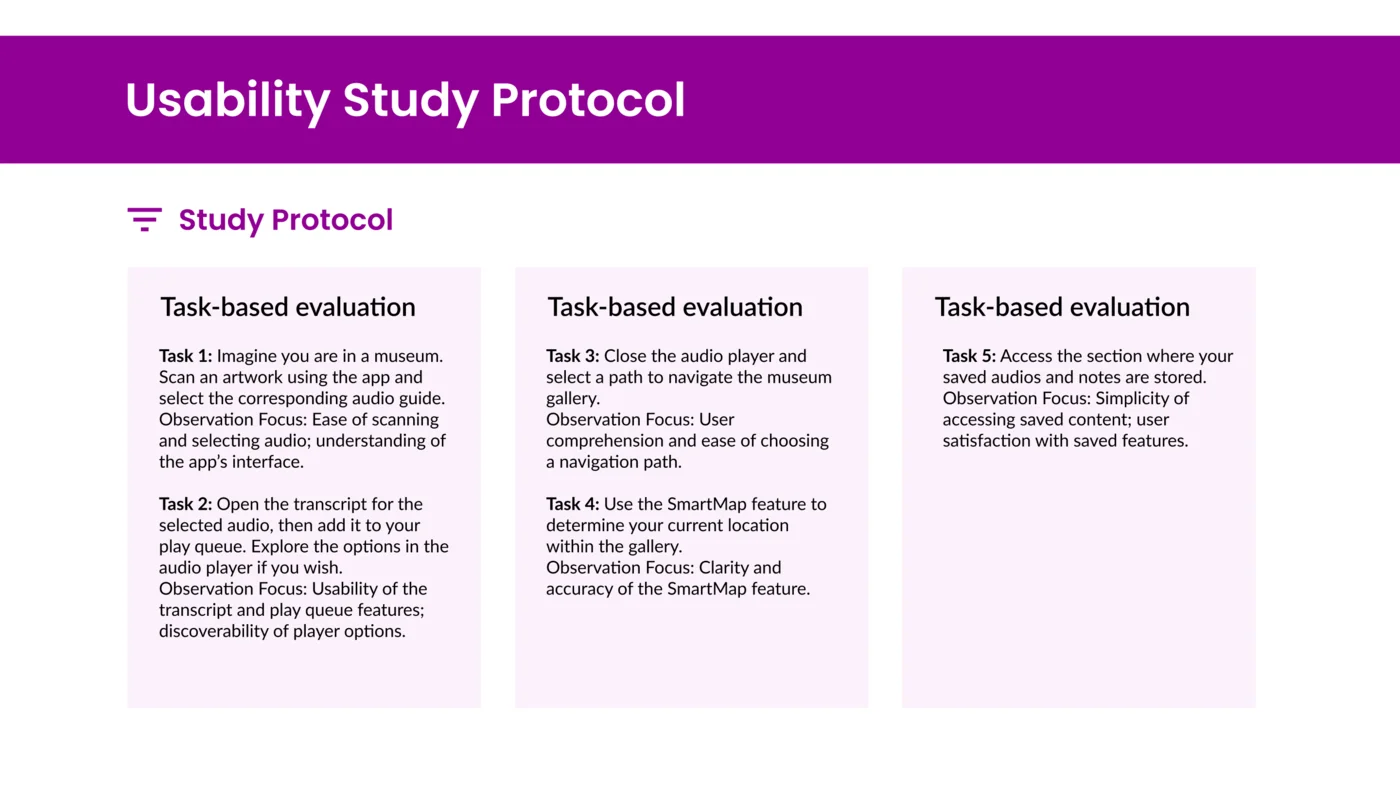 Usability Study Protocol
Study Protocol
Task-based evaluation
Task 1: Imagine you are in a museum.
Scan an artwork using the app and
select the corresponding audio guide.
Observation Focus: Ease of scanning
and selecting audio; understanding of
the app’s interface.
Task 2: Open the transcript for the
selected audio, then add it to your
play queue. Explore the options in the
audio player if you wish.
Observation Focus: Usability of the
transcript and play queue features;
discoverability of player options.
Task-based evaluation
Task 3: Close the audio player and
select a path to navigate the museum
gallery.
Observation Focus: User
comprehension and ease of choosing
a navigation path.
Task 4: Use the SmartMap feature to
determine your current location
within the gallery.
Observation Focus: Clarity and
accuracy of the SmartMap feature.
Task-based evaluation
Task 5: Access the section where your
saved audios and notes are stored.
Observation Focus: Simplicity of
accessing saved content; user
satisfaction with saved features.